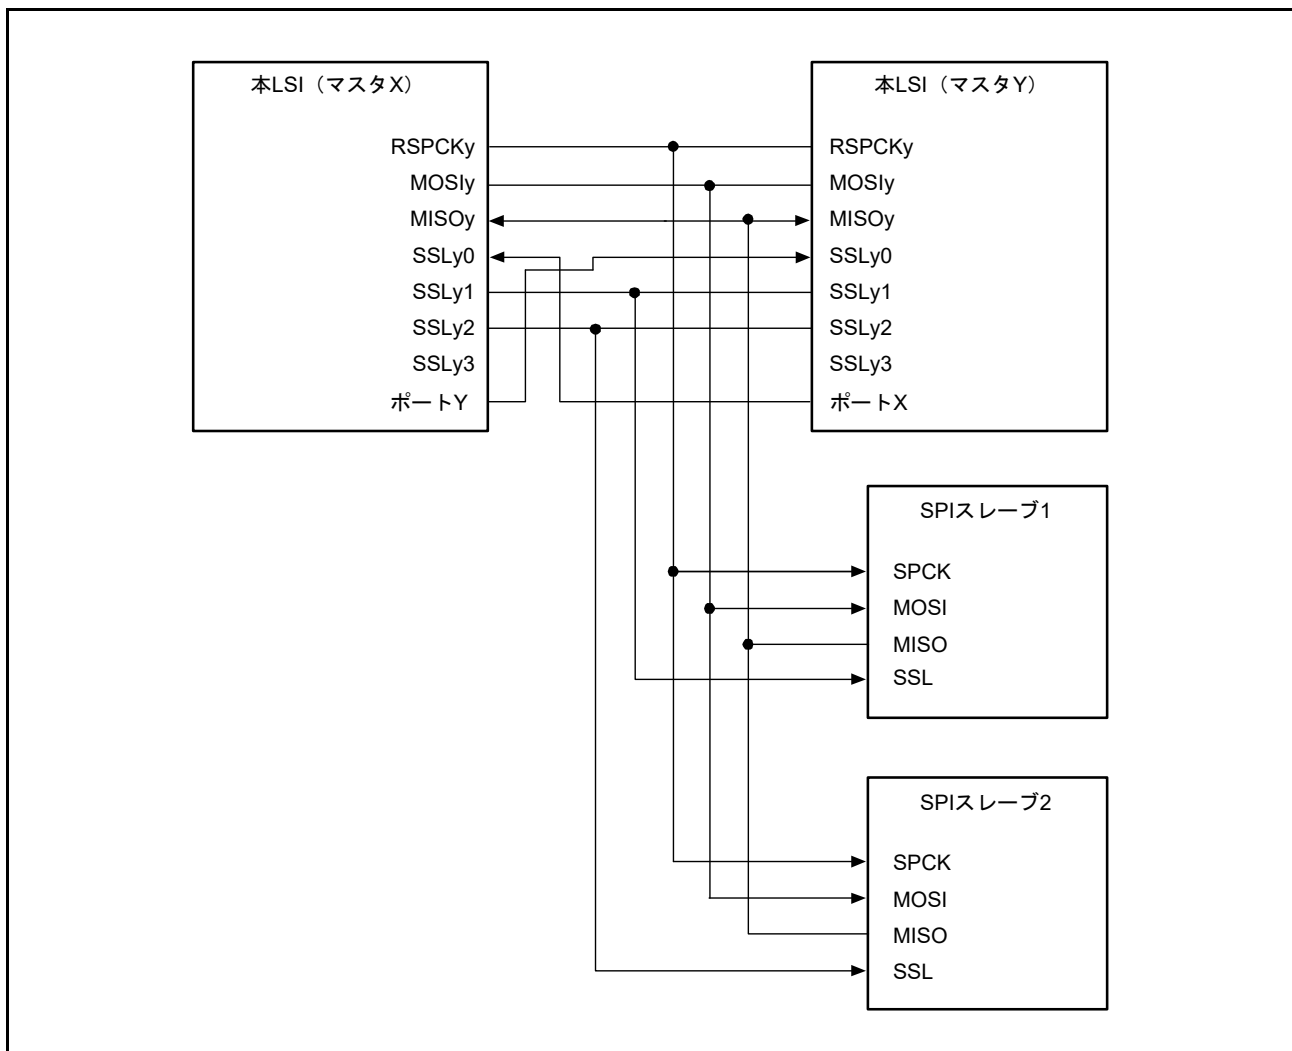 本LSI（マスタX）
RSPCKy
MOSIy
MISOy
SSLy0
SSLy1
SSLy2
SSLy3
ポートY
本LSI（マスタY）
RSPCKy
MOSIy
MISOy
SSLy0
SSLy1
SSLy2
SSLy3
ポートX
SPIスレーブ1
SPCK
MOSI
MISO
SSL
SPIスレーブ2
SPCK
MOSI
MISO
SSL